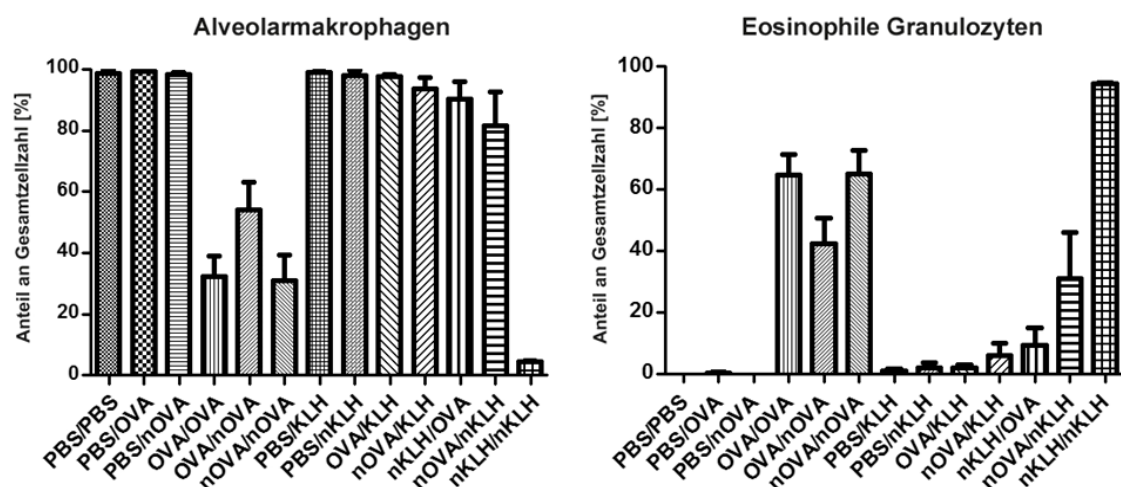 Alveolarmakrophagen
Anteil an Gesamtzellzahl [%]
100
80
60
40
20
0
PBS/PBS
PBS/OVA
PBS/nOVA
OVA/OVA
OVA/nOVA
nOVA/nOVA
PBS/KLH
PBS/nKLH
OVA/KLH
nOVA/KLH
nKLH/OVA
nOVA/nKLH
nKLH/nKLH
Eosinophile Granulozyten
Anteil an Gesamtzellzahl [%]
100
80
60
40
20
0
PBS/PBS
PBS/OVA
PBS/nOVA
OVA/OVA
OVA/nOVA
nOVA/nOVA
PBS/KLH
PBS/nKLH
OVA/KLH
nOVA/KLH
nKLH/OVA
nOVA/nKLH
nKLH/nKLH